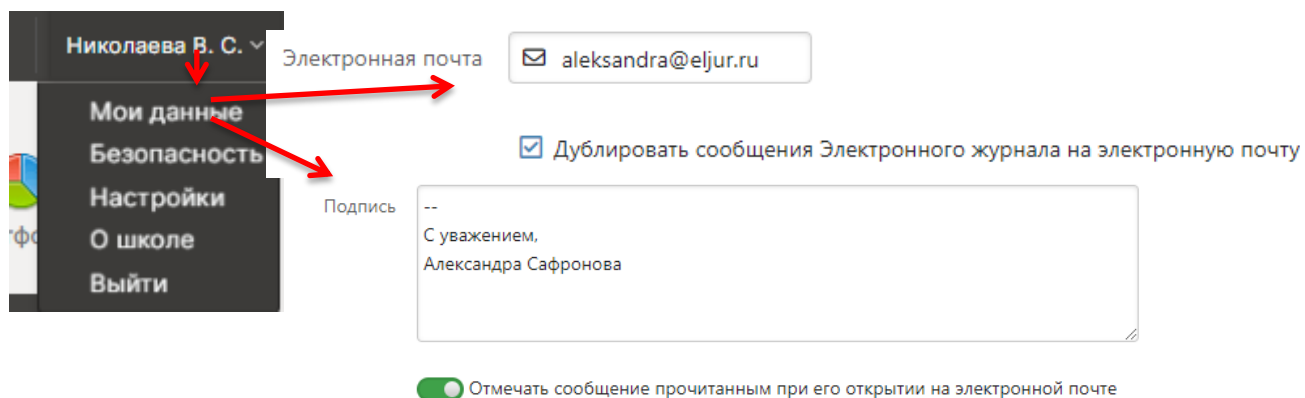 Николаева В. С.
Мои данные
Безопасность
Настройки
О школе
Выйти
Электронная почта
aleksandra@eljur.ru
Дублировать сообщения Электронного журнала на электронную почту
Подпись
--
С уважением,
Александра Сафронова
Отмечать сообщение прочитанным при его открытии на электронной почте